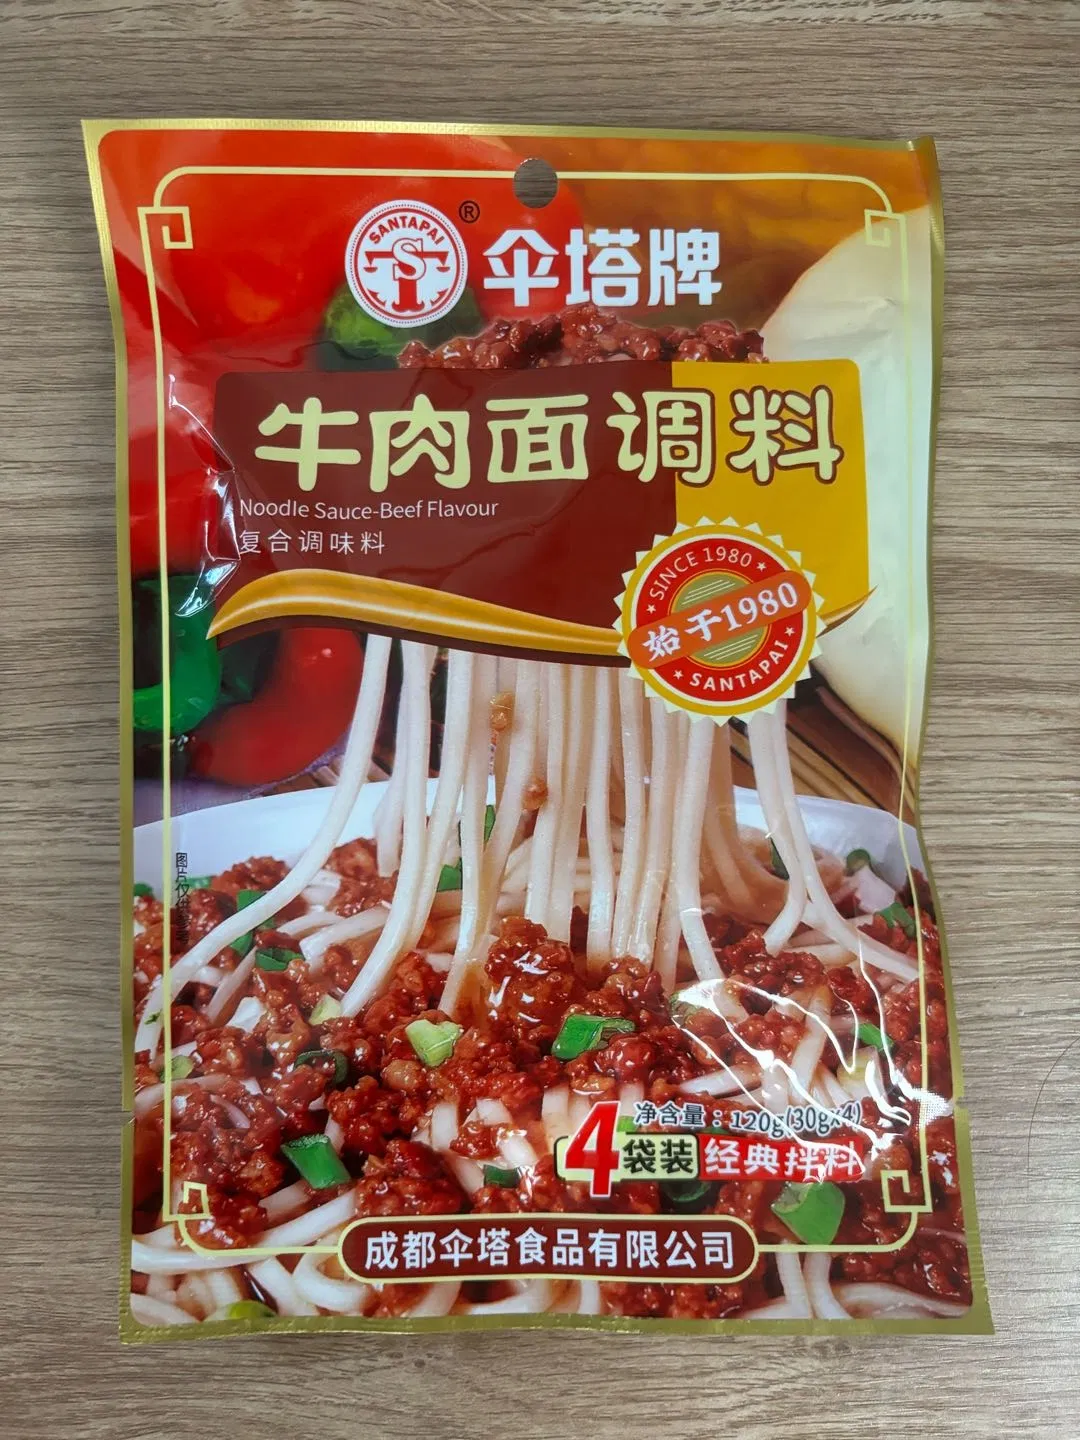 SANTAPAI
ST
®
伞塔牌
牛肉面调料
Noodle Sauce-Beef Flavour
复合调味料
SINCE 1980
始于1980
SANTAPAI
净含量：120g(30g×4)
4袋装 经典拌料
成都伞塔食品有限公司